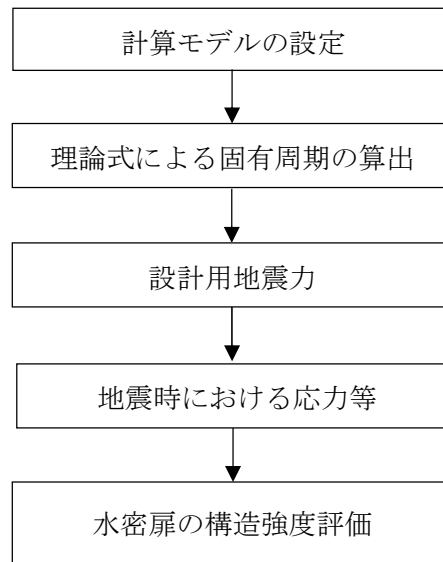 計算モデルの設定
理論式による固有周期の算出
設計用地震力
地震時における応力等
水密扉の構造強度評価